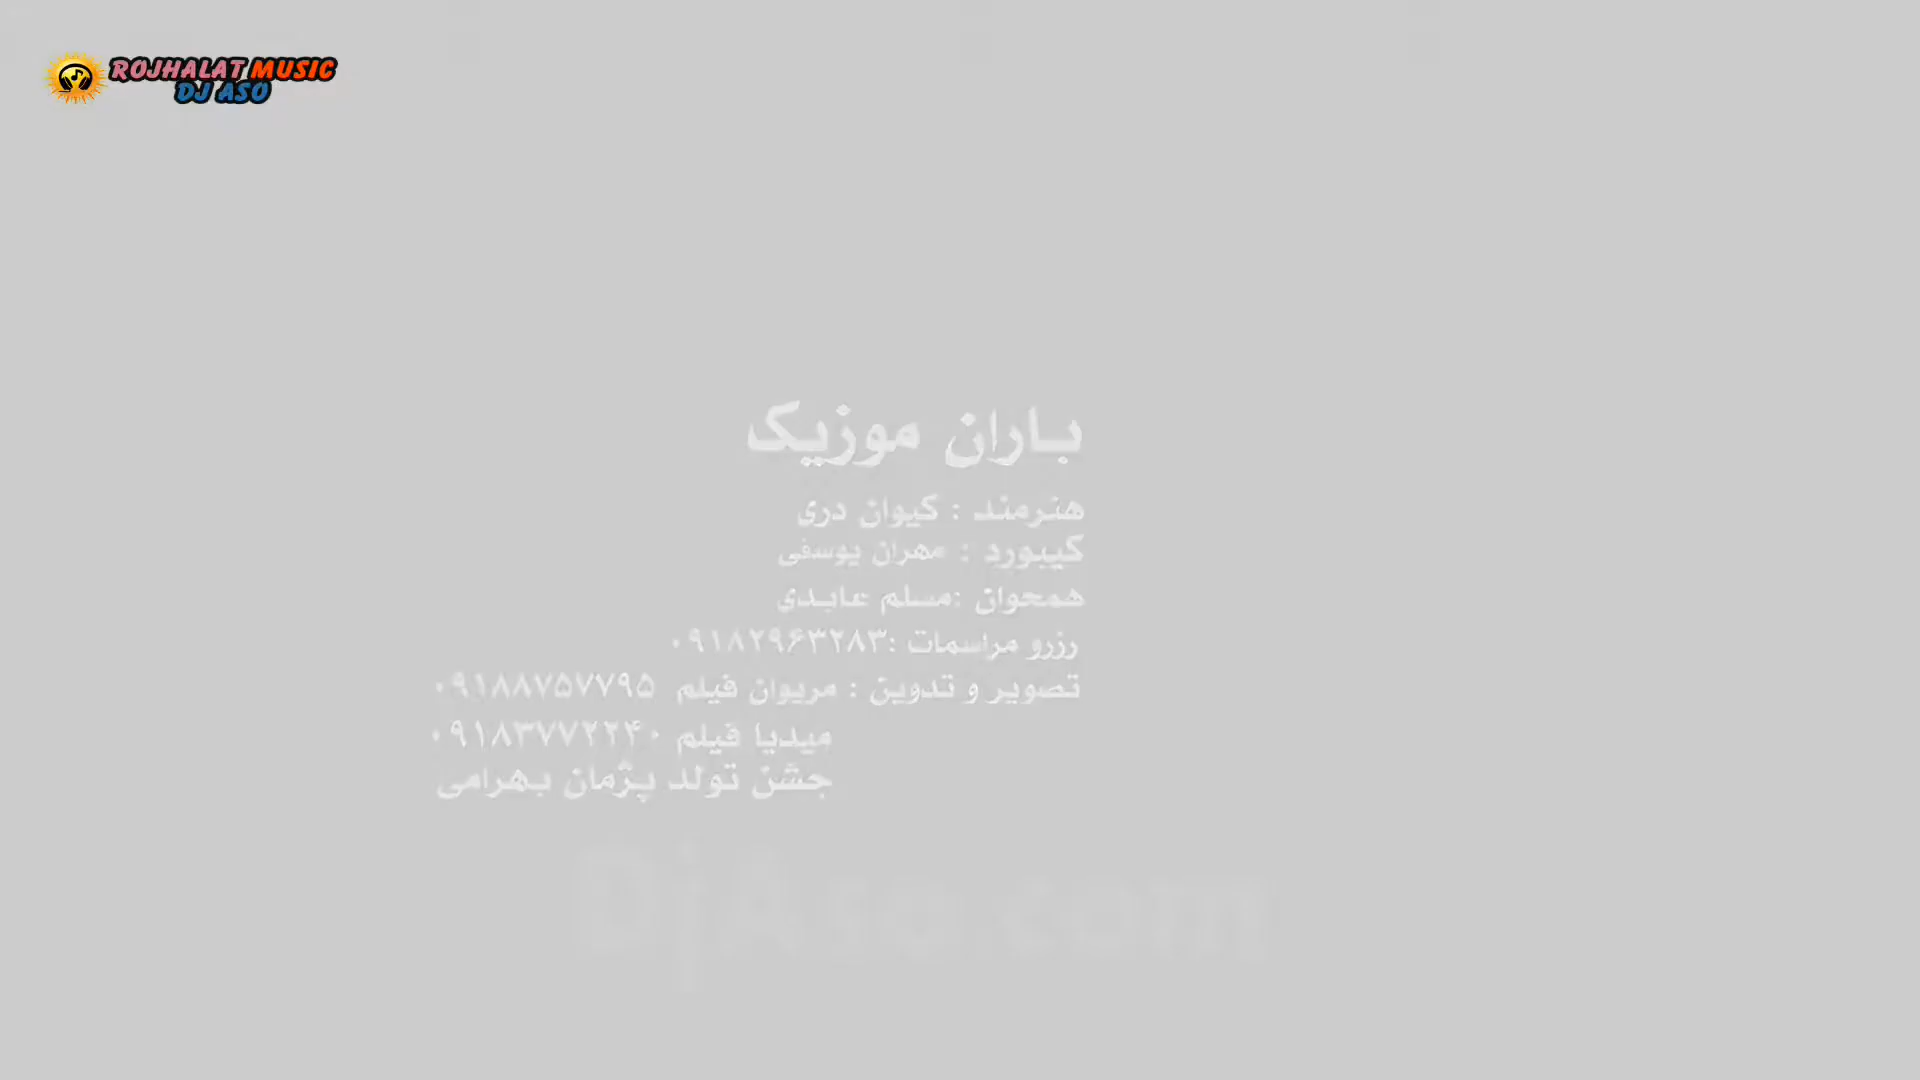 ROJHALAT MUSIC
DJ ASO
باران موزیک
هنرمند : کیوان دری
کیبورد : مهران یوسفی
همخوان :مسلم عابدی
رزرو مراسمات :۰۹۱۸۲۹۶۳۲۸۳
تصویر و تدوین : مریوان فیلم ۰۹۱۸۸۷۵۷۷۹۵
میدیا فیلم ۰۹۱۸۳۷۷۲۲۴۰
جشن تولد پژمان بهرامی
DjAso.com